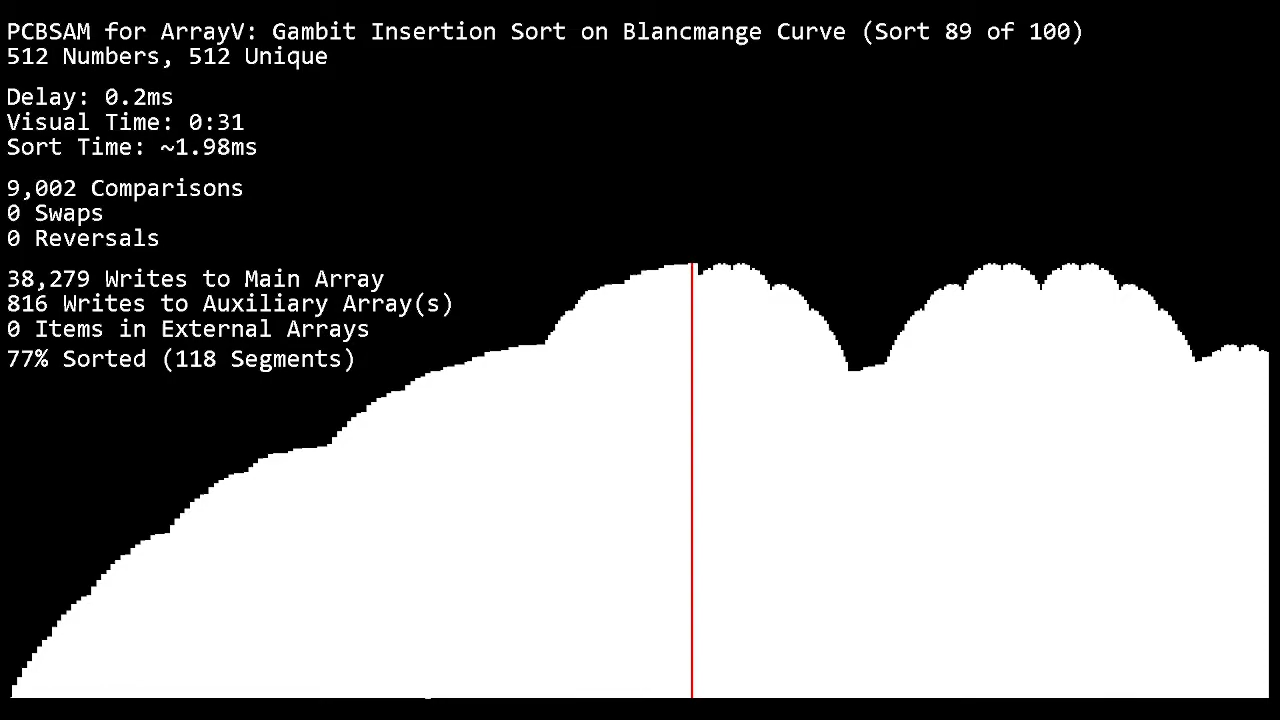 PCBSAM for ArrayV: Gambit Insertion Sort on Blancmange Curve (Sort 89 of 100)
512 Numbers, 512 Unique
Delay: 0.2ms
Visual Time: 0:31
Sort Time: ~1.98ms
9,002 Comparisons
0 Swaps
0 Reversals
38,279 Writes to Main Array
816 Writes to Auxiliary Array(s)
0 Items in External Arrays
77% Sorted (118 Segments)